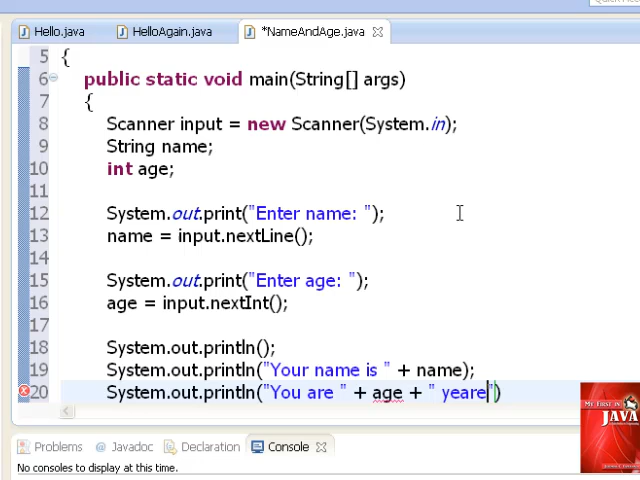 Hello.java HelloAgain.java *NameAndAge.java
5 {
6 public static void main(String[] args)
7 {
8 Scanner input = new Scanner(System.in);
9 String name;
10 int age;
11
12 System.out.print("Enter name: ");
13 name = input.nextLine();
14
15 System.out.print("Enter age: ");
16 age = input.nextInt();
17
18 System.out.println();
19 System.out.println("Your name is " + name);
20 System.out.println("You are " + age + " yeare")
MY FIRST IN
JAVA
Problems @ Javadoc Declaration Console
No consoles to display at this time.